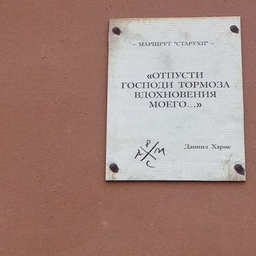 – МАРШРУТ "СТАРУХИ" –
«ОТПУСТИ
ГОСПОДИ ТОРМОЗА
ВДОХНОВЕНИЯ
МОЕГО...»
Даниил Хармс